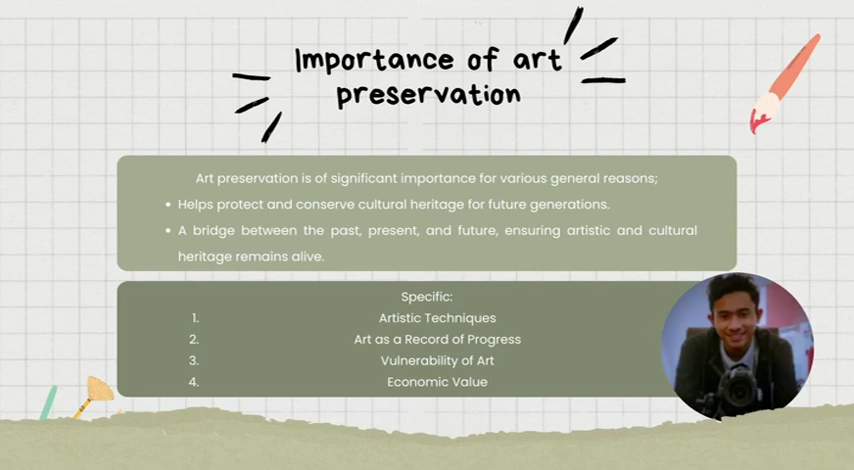 Importance of art
preservation
Art preservation is of significant importance for various general reasons;
• Helps protect and conserve cultural heritage for future generations.
• A bridge between the past, present, and future, ensuring artistic and cultural
heritage remains alive.
Specific:
1. Artistic Techniques
2. Art as a Record of Progress
3. Vulnerability of Art
4. Economic Value